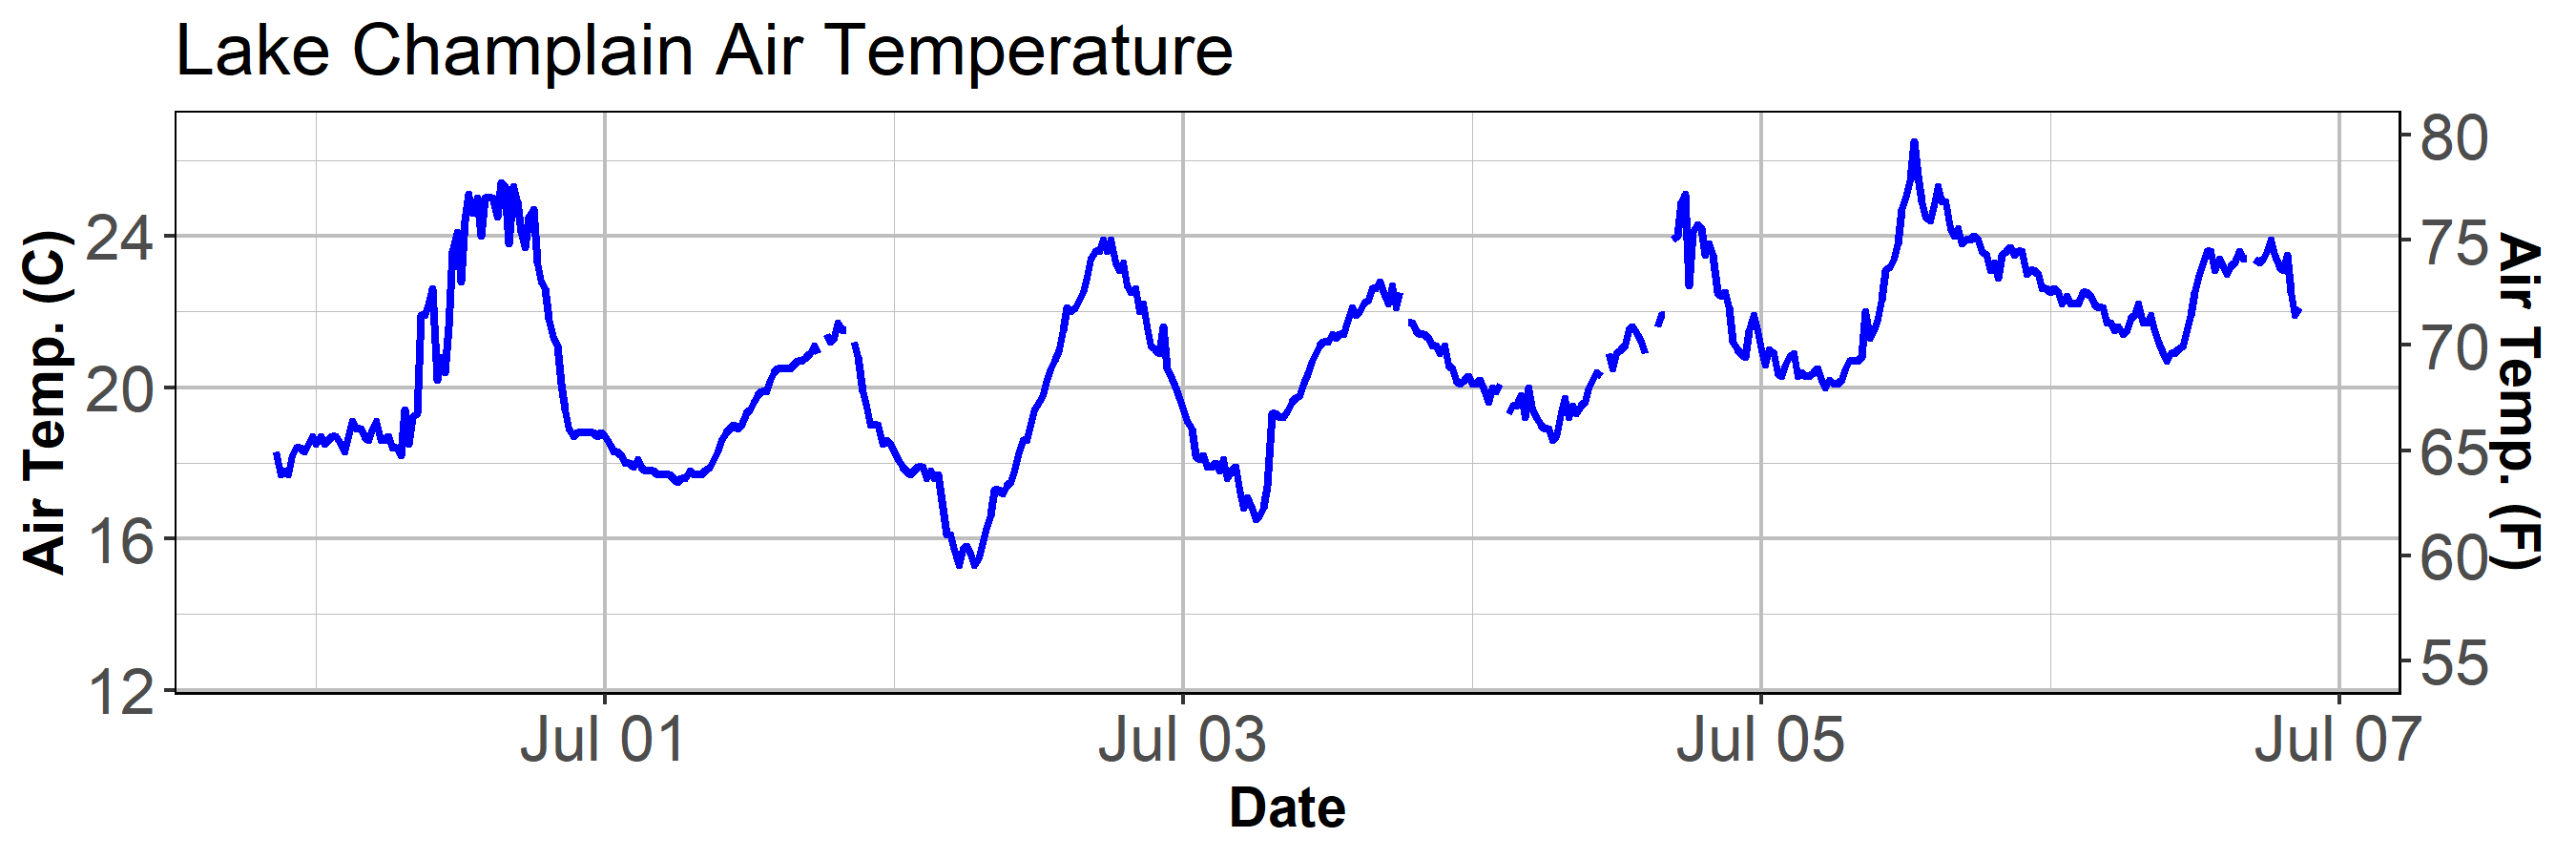 Lake Champlain Air Temperature
Air Temp. (C)
24
20
16
12
80
75
70
65
60
55
Air Temp. (F)
Jul 01 Jul 03 Jul 05 Jul 07
Date